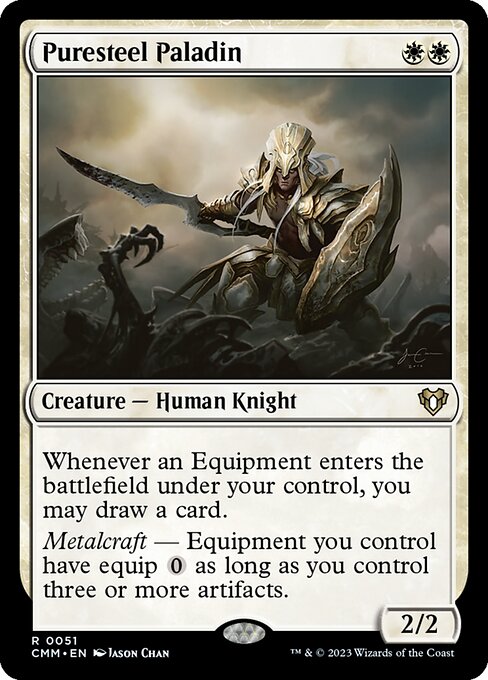 Puresteel Paladin
Creature — Human Knight
Whenever an Equipment enters the
battlefield under your control, you
may draw a card.
Metalcraft — Equipment you control
have equip 0 as long as you control
three or more artifacts.
2/2
R 0051
CMM • EN Jason Chan
™ & © 2023 Wizards of the Coast